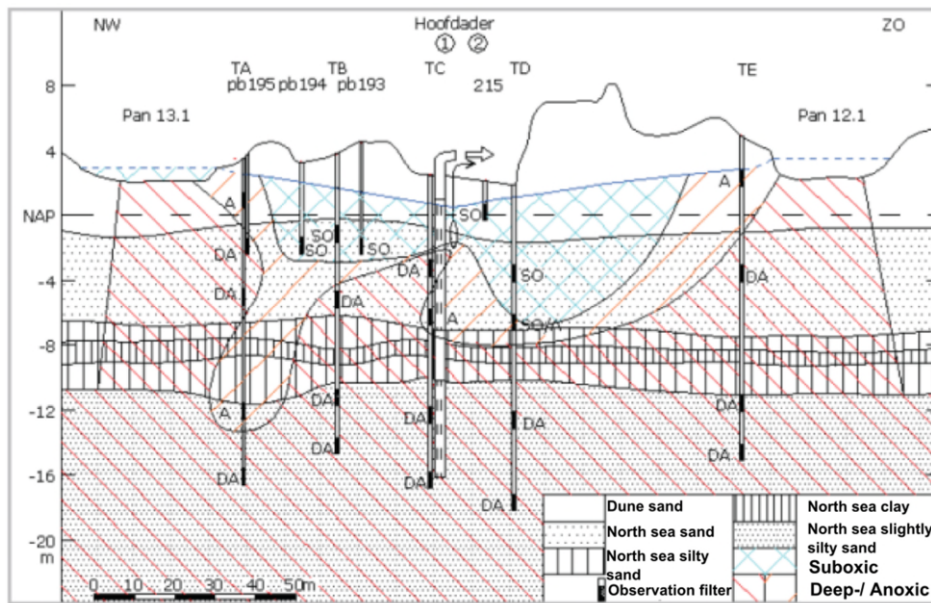 NW Hoofdader ZO
① ②
TA TB TC TD TE
pb195 pb194 pb193 215
8
Pan 13.1 Pan 12.1
4
A A
NAP SO
SO SO SO
DA DA
-4 SO DA
DA DA
A SO/A
-8
-12 A DA DA DA DA
DA DA
-16 DA DA
DA
-20
m
0 10 20 30 40 50m
Dune sand North sea clay
North sea sand North sea slightly
silty sand
North sea silty
sand Suboxic
Observation filter Deep-/ Anoxic